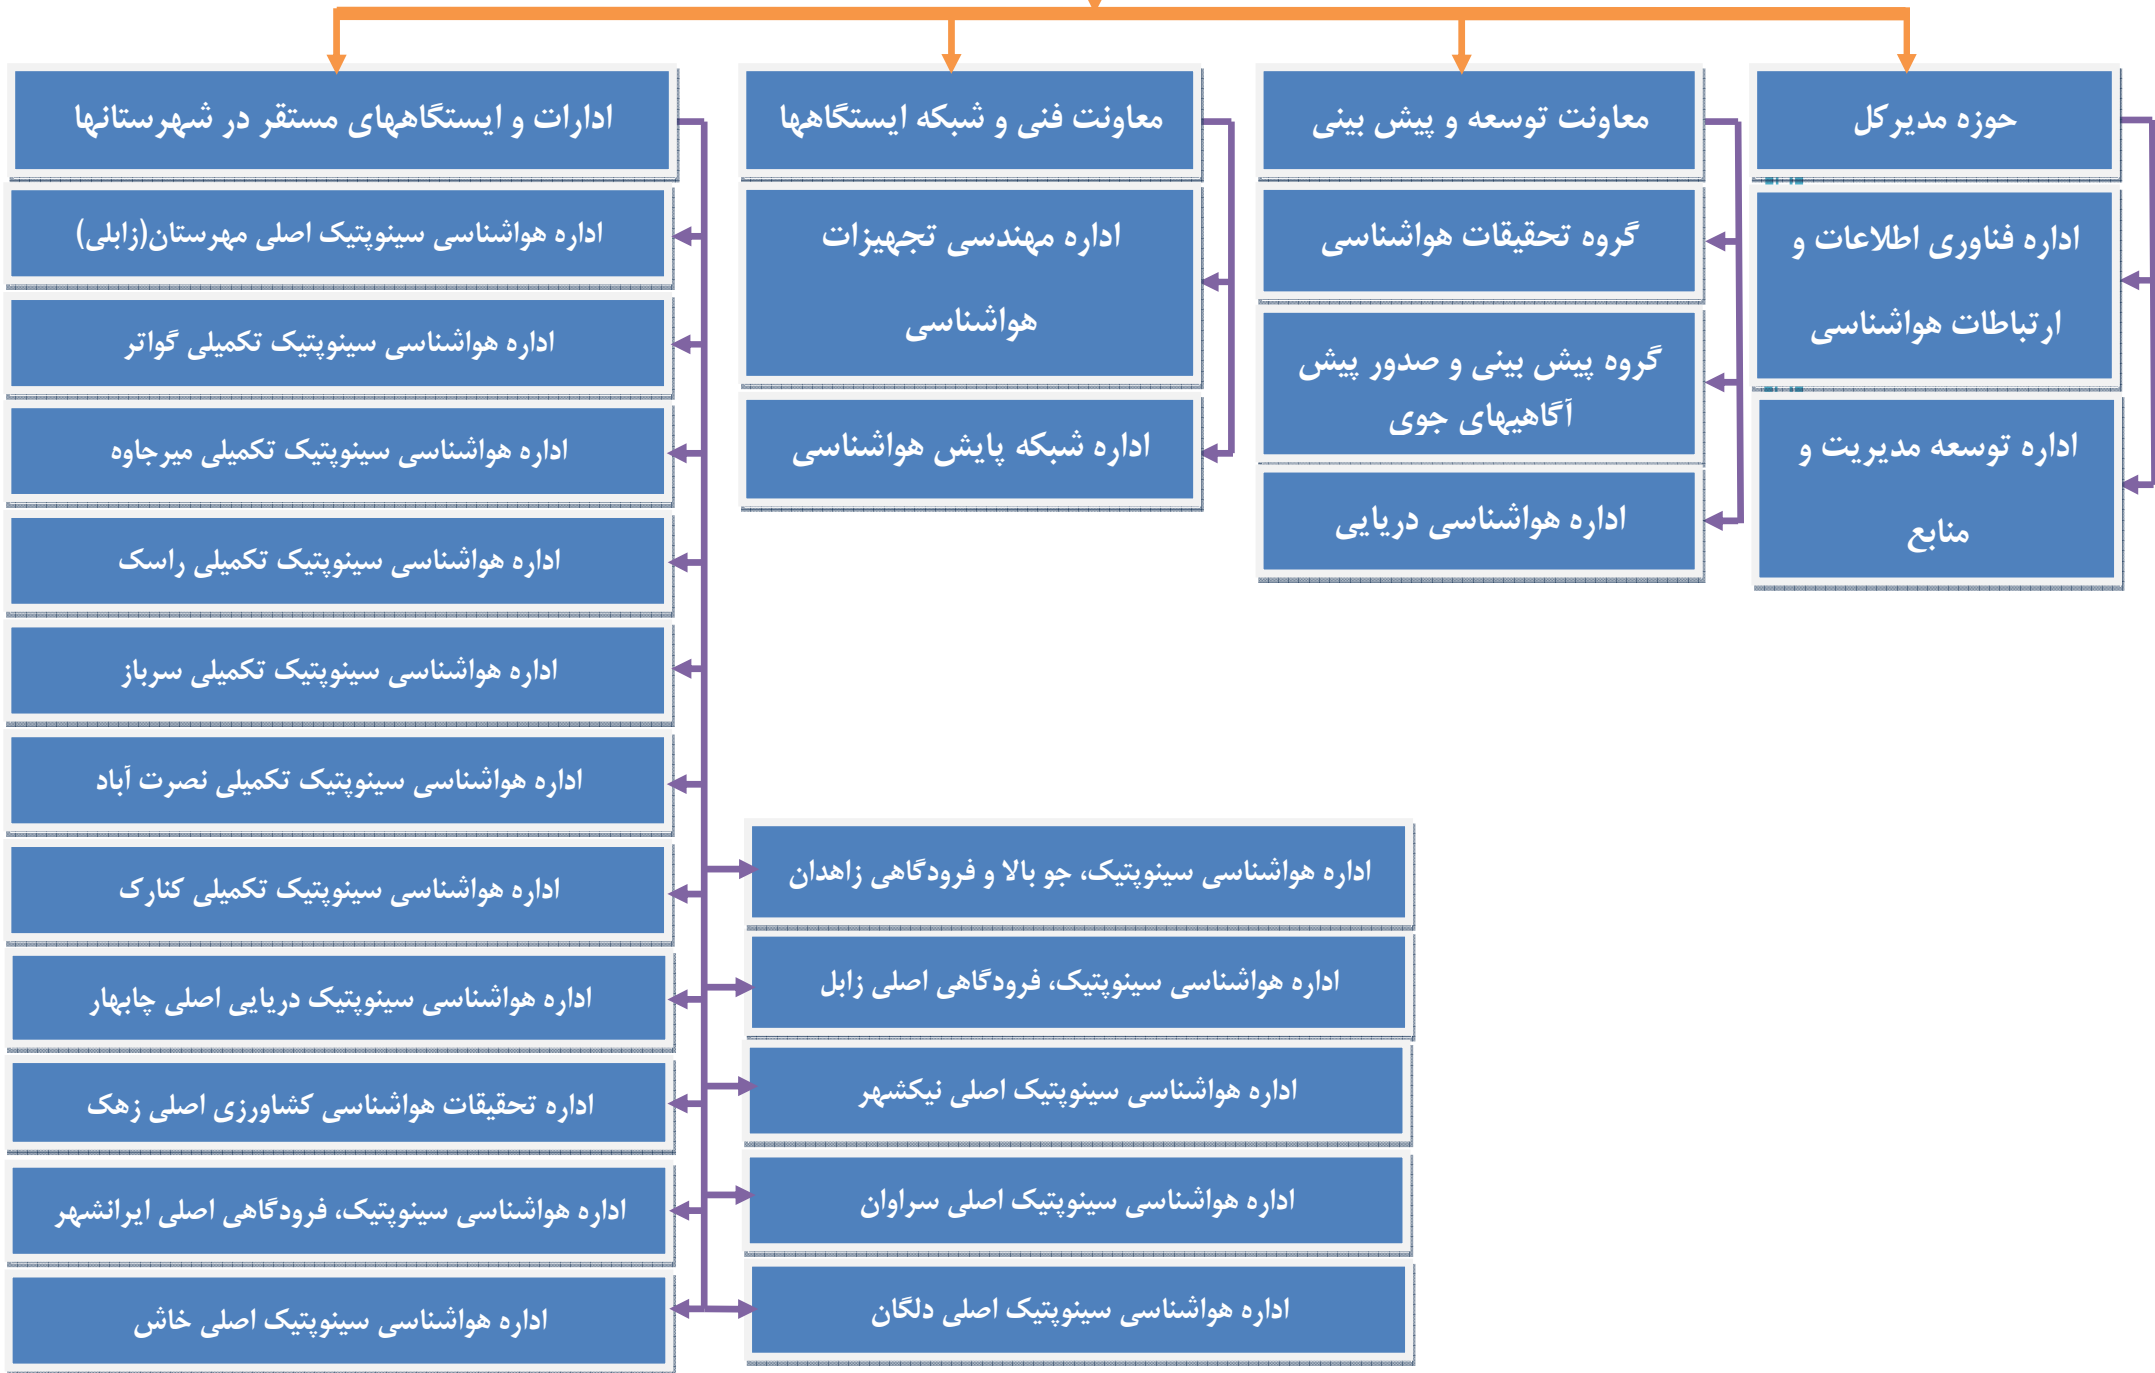 حوزه مدیر کل
اداره فناوری اطلاعات و
ارتباطات هواشناسی
اداره توسعه مدیریت و
منابع
معاونت توسعه و پیش بینی
گروه تحقیقات هواشناسی
گروه پیش بینی و صدور پیش
آگاهیهای جوی
اداره هواشناسی دریایی
معاونت فنی و شبکه ایستگاهها
اداره مهندسی تجهیزات
هواشناسی
اداره شبکه پایش هواشناسی
ادارات و ایستگاههای مستقر در شهرستانها
اداره هواشناسی سینوپتیک اصلی مهرستان(زابلی)
اداره هواشناسی سینوپتیک تکمیلی گواتر
اداره هواشناسی سینوپتیک تکمیلی میرجاوه
اداره هواشناسی سینوپتیک تکمیلی راسک
اداره هواشناسی سینوپتیک تکمیلی سرباز
اداره هواشناسی سینوپتیک تکمیلی نصرت آباد
اداره هواشناسی سینوپتیک تکمیلی کنارک
اداره هواشناسی سینوپتیک دریایی اصلی چابهار
اداره تحقیقات هواشناسی کشاورزی اصلی زهک
اداره هواشناسی سینوپتیک، فرودگاهی اصلی ایرانشهر
اداره هواشناسی سینوپتیک اصلی خاش
اداره هواشناسی سینوپتیک، جو بالا و فرودگاهی زاهدان
اداره هواشناسی سینوپتیک، فرودگاهی اصلی زابل
اداره هواشناسی سینوپتیک اصلی نیکشهر
اداره هواشناسی سینوپتیک اصلی سراوان
اداره هواشناسی سینوپتیک اصلی دلگان